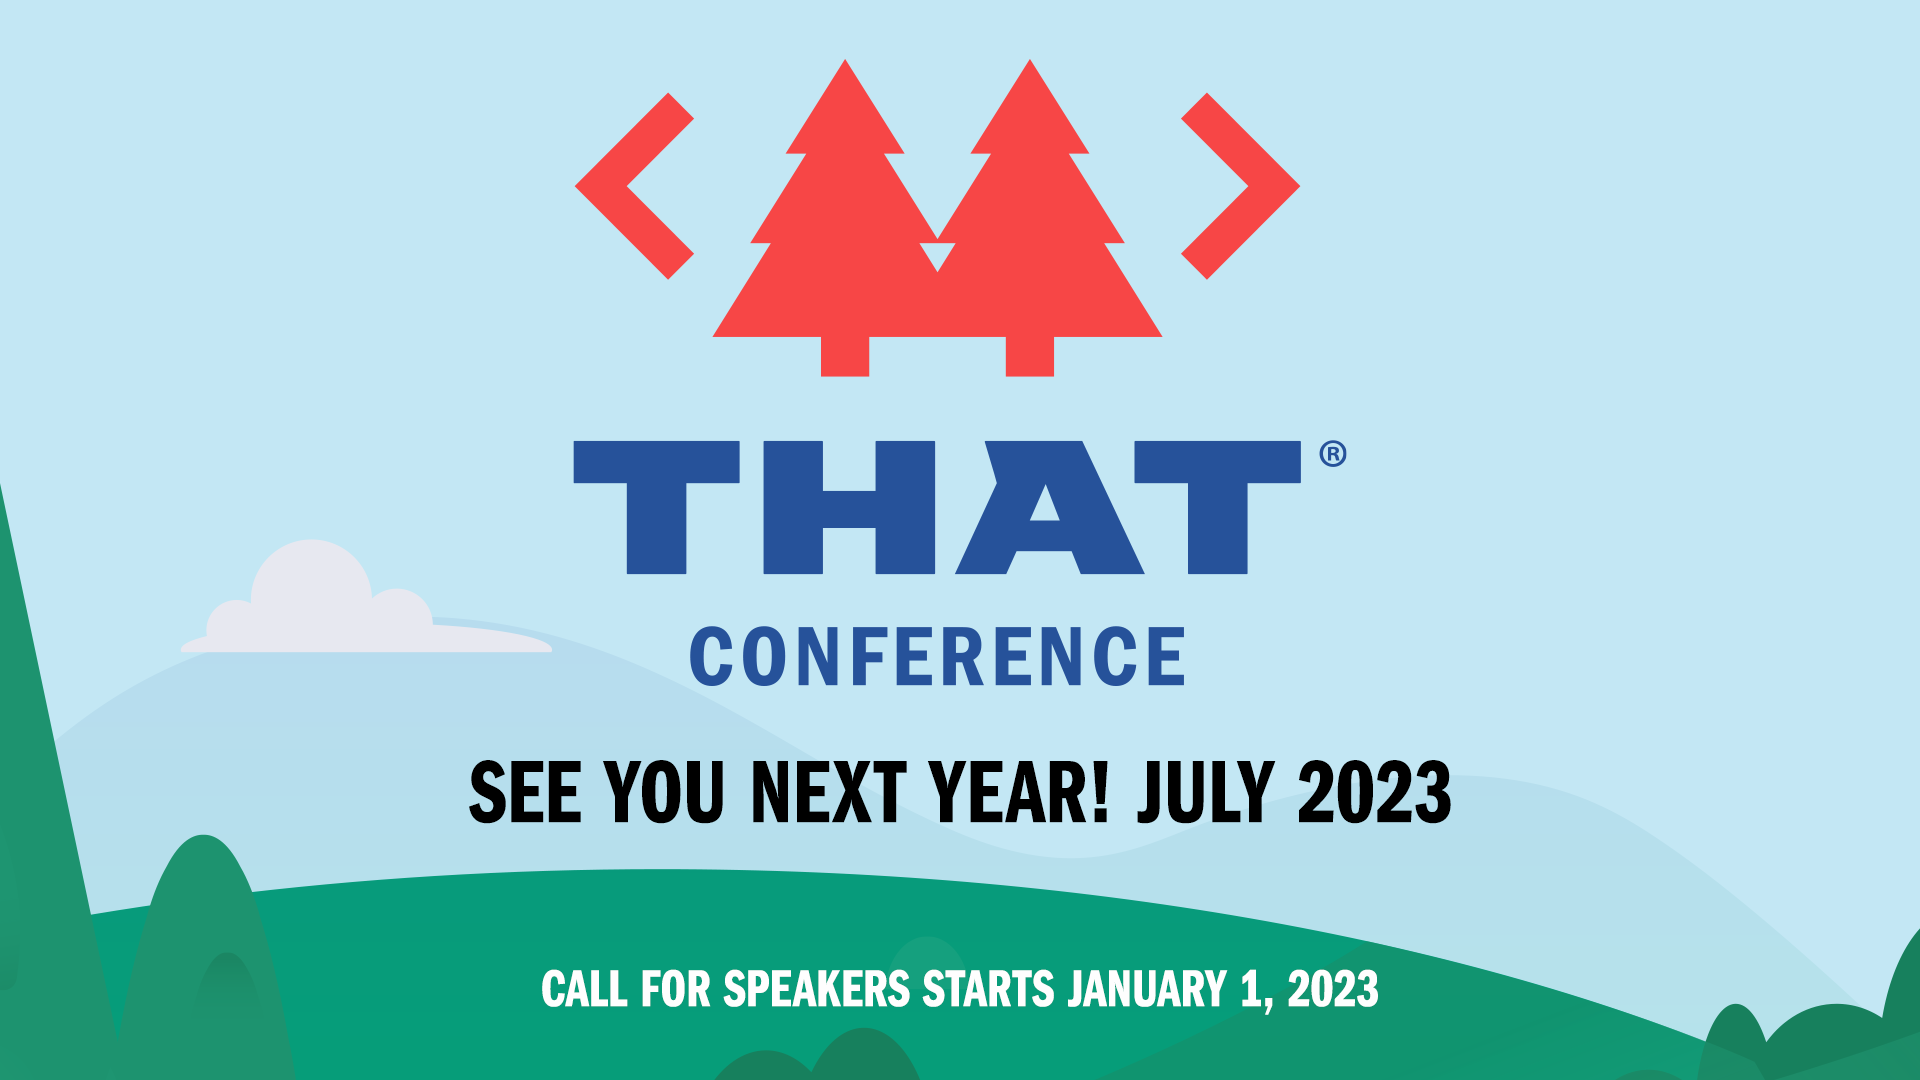 THAT®
CONFERENCE
SEE YOU NEXT YEAR! JULY 2023
CALL FOR SPEAKERS STARTS JANUARY 1, 2023